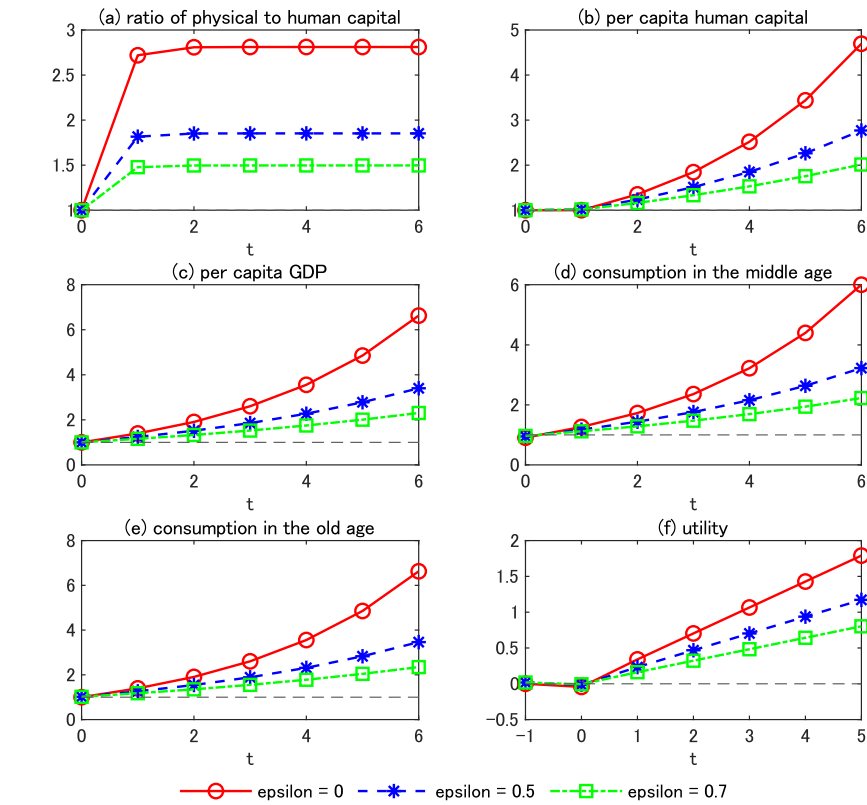 (a) ratio of physical to human capital
3
2.5
2
1.5
1
0 2 4 6
t
(b) per capita human capital
5
4
3
2
1
0 2 4 6
t
(c) per capita GDP
8
6
4
2
0
0 2 4 6
t
(d) consumption in the middle age
6
4
2
0
0 1 2 3 4 5 6
t
(e) consumption in the old age
8
6
4
2
0
0 2 4 6
t
(f) utility
2
1.5
1
0.5
0
-0.5
-1 0 1 2 3 4 5
t
epsilon = 0 epsilon = 0.5 epsilon = 0.7